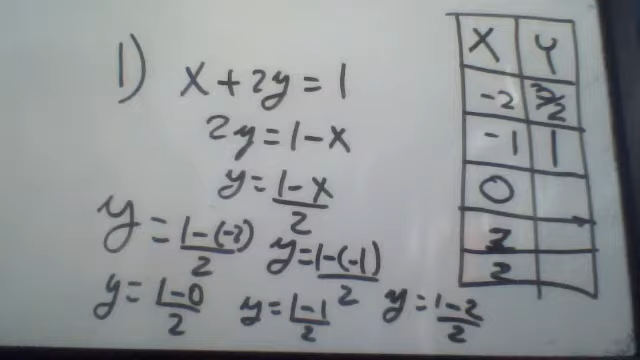 1) x + 2y = 1
2y = 1 - x
y = 1 - x / 2
y = 1 - (-2) / 2 y = 1 - (-1) / 2
y = 1 - 0 / 2 y = 1 - 1 / 2 y = 1 - 2 / 2
X Y
-2 3/2
-1 1
0
2